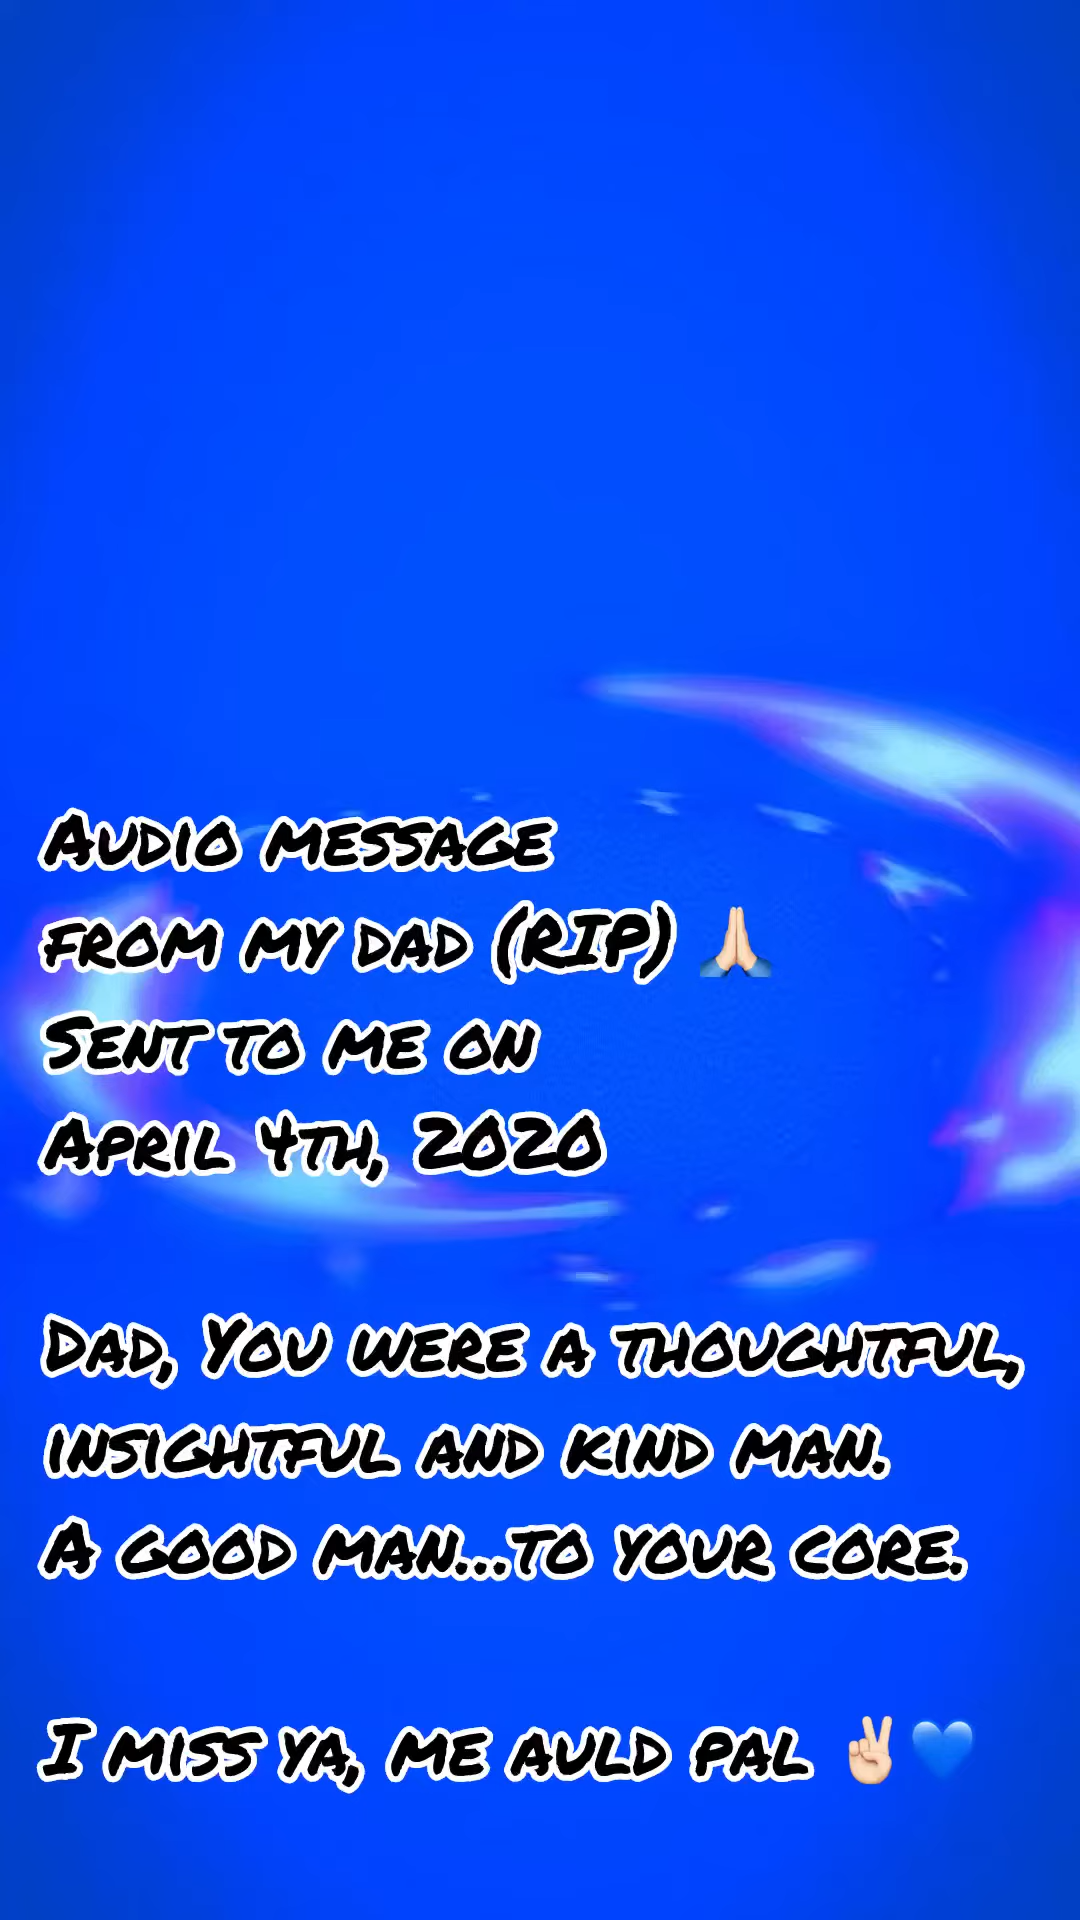 Audio message
from my dad (RIP) 🙏🏻
Sent to me on
April 4th, 2020
Dad, You were a thoughtful,
insightful and kind man.
A good man...to your core.
I miss ya, me auld pal ✌🏻💙